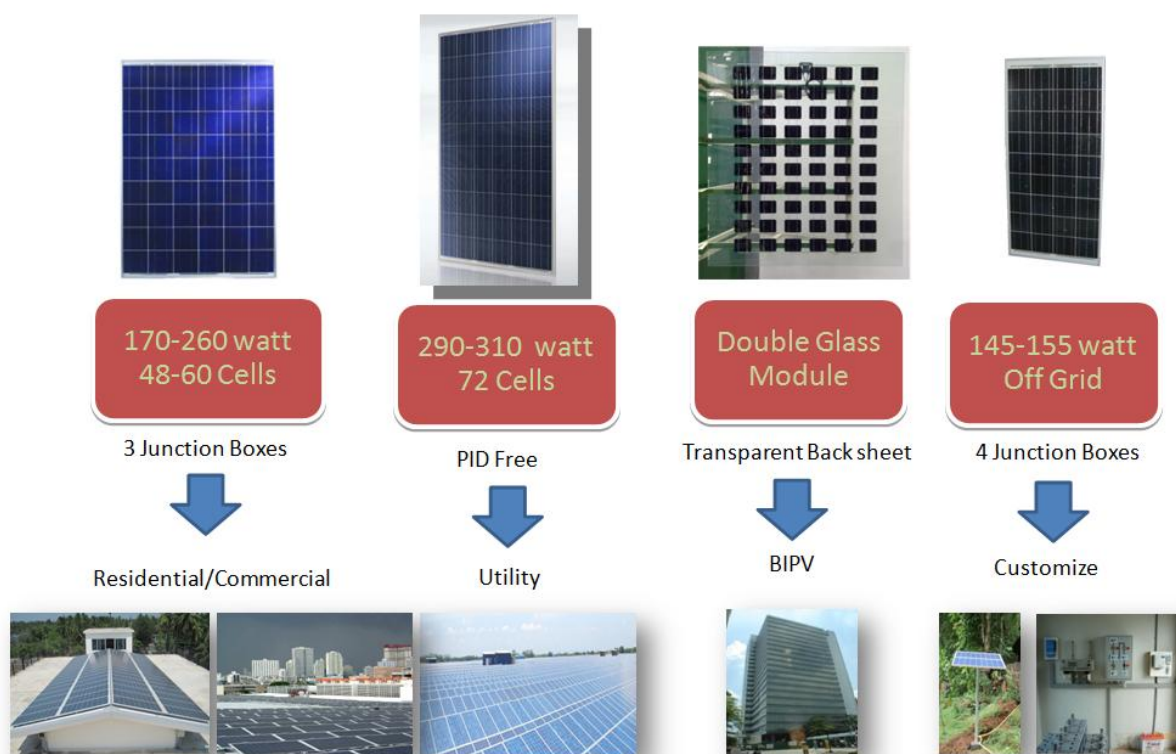 170-260 watt
48-60 Cells
290-310 watt
72 Cells
Double Glass
Module
145-155 watt
Off Grid
3 Junction Boxes
PID Free
Transparent Back sheet
4 Junction Boxes
Residential/Commercial
Utility
BIPV
Customize